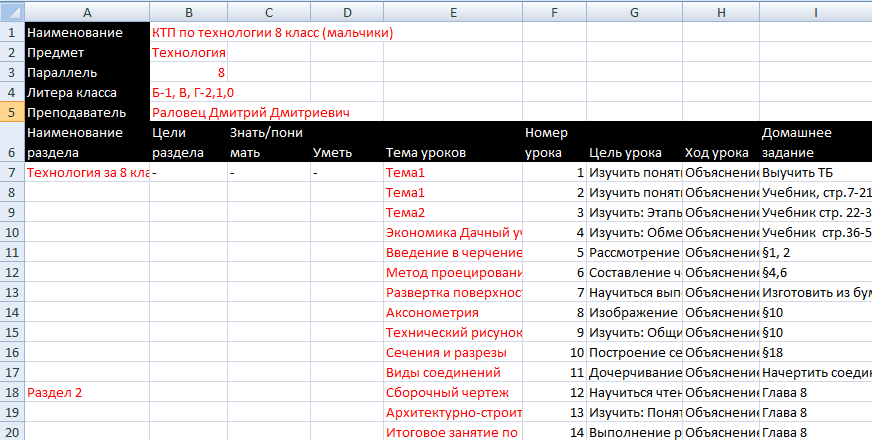 A B C D E F G H I
1 Наименование КТП по технологии 8 класс (мальчики)
2 Предмет Технология
3 Параллель 8
4 Литера класса Б-1, В, Г-2,1,0
5 Преподаватель Раловец Дмитрий Дмитриевич
6 Наименование раздела Цели раздела Знать/понимать Уметь Тема уроков Номер урока Цель урока Ход урока Домашнее задание
7 Технология за 8 кла - - - Тема1 1 Изучить понят Объяснение Выучить ТБ
8 Тема1 2 Изучить понят Объяснение Учебник, стр.7-21
9 Тема2 3 Изучить: Этапы Объяснение Учебник стр. 22-3
10 Экономика Дачный уч 4 Изучить: Обме Объяснение Учебник стр.36-5
11 Введение в черчение 5 Рассмотрение Объяснение §1, 2
12 Метод проецировани 6 Составление ч Объяснение §4,6
13 Развертка поверхнос 7 Научиться вып Объяснение Изготовить из бум
14 Аксонометрия 8 Изображение Объяснение §10
15 Технический рисунок 9 Изучить: Общи Объяснение §10
16 Сечения и разрезы 10 Построение се Объяснение §18
17 Виды соединений 11 Дочерчивание Объяснение Начертить соедин
18 Раздел 2 Сборочный чертеж 12 Научиться чтен Объяснение Глава 8
19 Архитектурно-строит 13 Изучить: Понят Объяснение Глава 8
20 Итоговое занятие по 14 Выполнение р Объяснение Глава 8